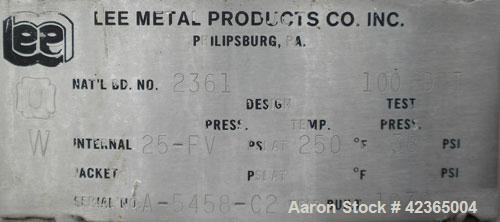 Lee
LEE METAL PRODUCTS CO. INC.
PHILIPSBURG, PA.
U
NAT'L BD. NO. 2361
DESIGN TEST
PRESS. TEMP. PRESS.
W
INTERNAL 25-FV PSI AT 250 °F PSI
JACKET PSI AT °F PSI
SERIAL NO. A-5458-C2
Aaron Stock # 42365004